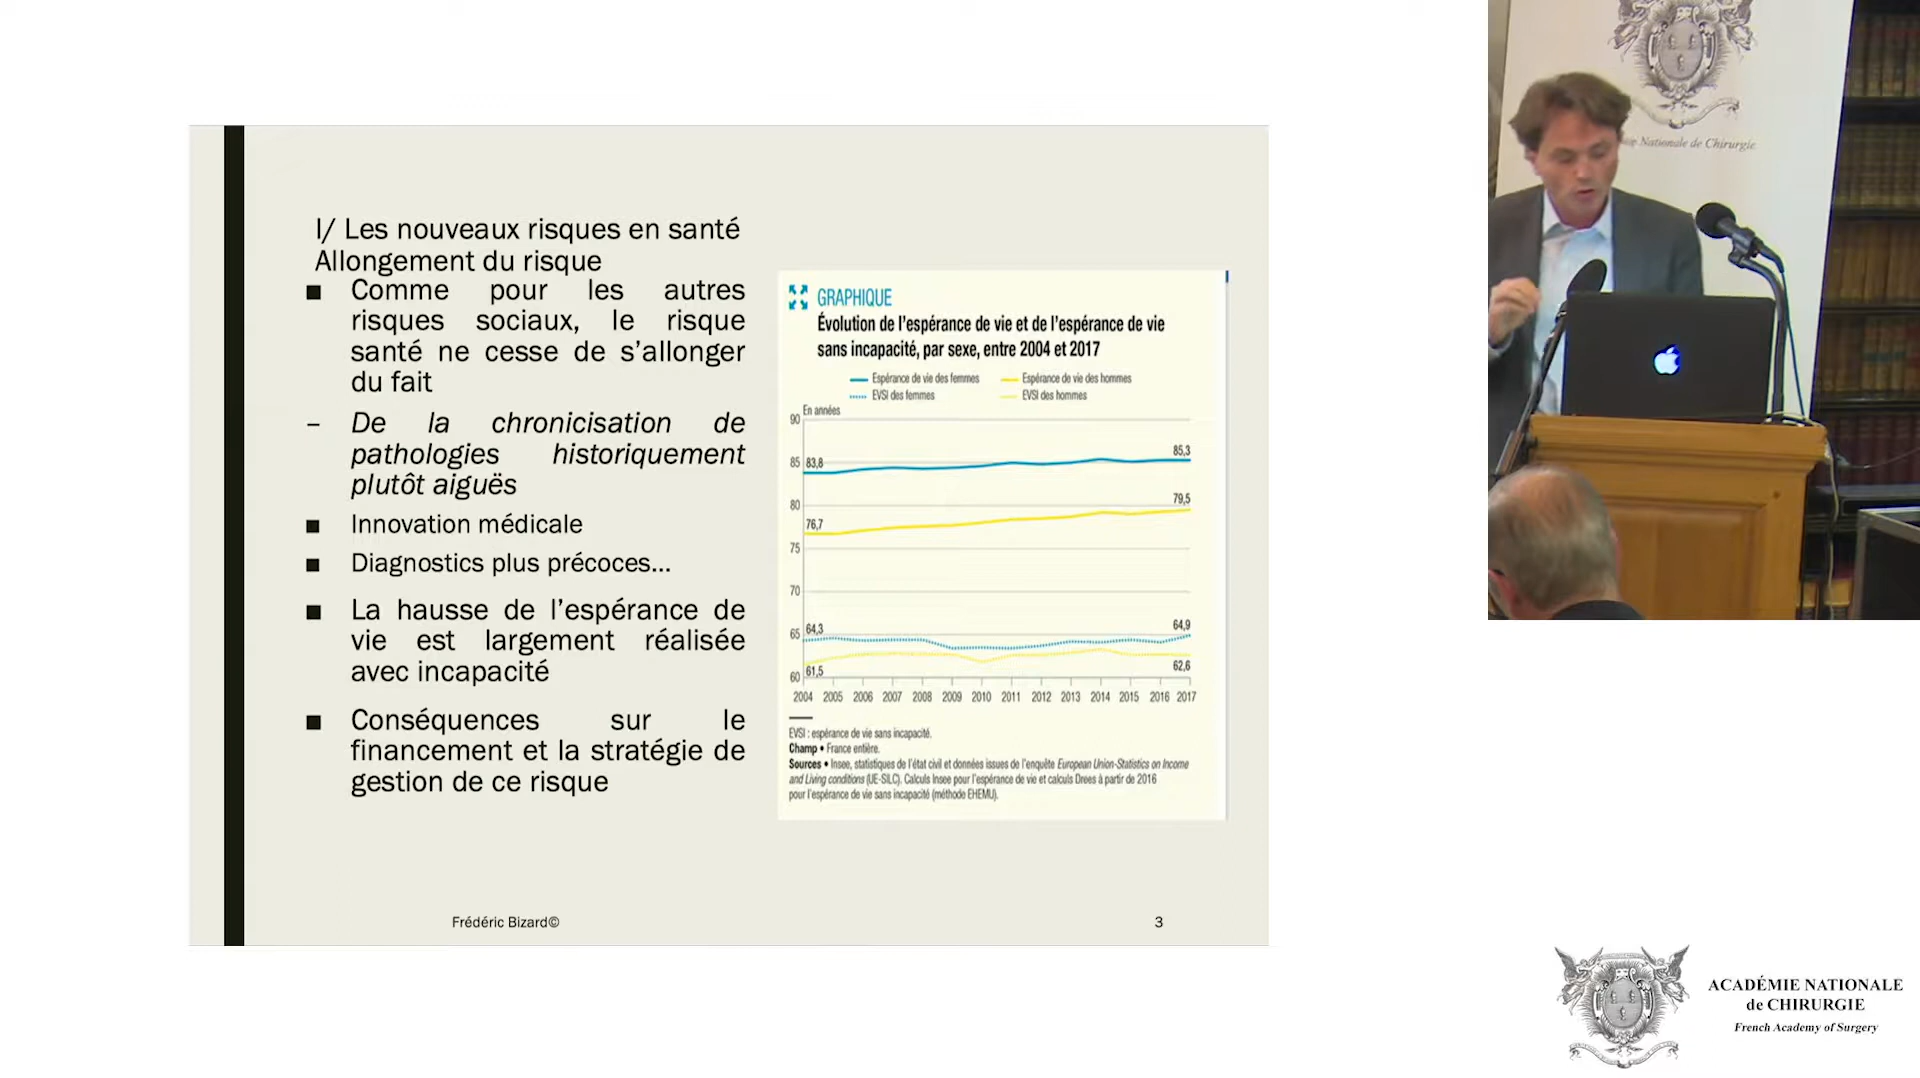 I/ Les nouveaux risques en santé
Allongement du risque
■ Comme pour les autres
risques sociaux, le risque
santé ne cesse de s’allonger
du fait
– De la chronicisation de
pathologies historiquement
plutôt aiguës
■ Innovation médicale
■ Diagnostics plus précoces...
■ La hausse de l’espérance de
vie est largement réalisée
avec incapacité
■ Conséquences sur le
financement et la stratégie de
gestion de ce risque
GRAPHIQUE
Évolution de l’espérance de vie et de l’espérance de vie
sans incapacité, par sexe, entre 2004 et 2017
Espérance de vie des femmes
Espérance de vie des hommes
EVSI des femmes
EVSI des hommes
En années
90
85
80
75
70
65
60
83,8
85,3
76,7
79,5
64,3
64,9
61,5
62,6
2004 2005 2006 2007 2008 2009 2010 2011 2012 2013 2014 2015 2016 2017
EVSI : espérance de vie sans incapacité.
Champ • France entière.
Sources • Insee, statistiques de l’état civil et données issues de l’enquête European Union-Statistics on Income
and Living conditions (UE-SILC). Calculs Insee pour l’espérance de vie et calculs Drees à partir de 2016
pour l’espérance de vie sans incapacité (méthode EHEMU).
Frédéric Bizard©
3
Nationale de Chirurgie
ACADÉMIE NATIONALE
de CHIRURGIE
French Academy of Surgery